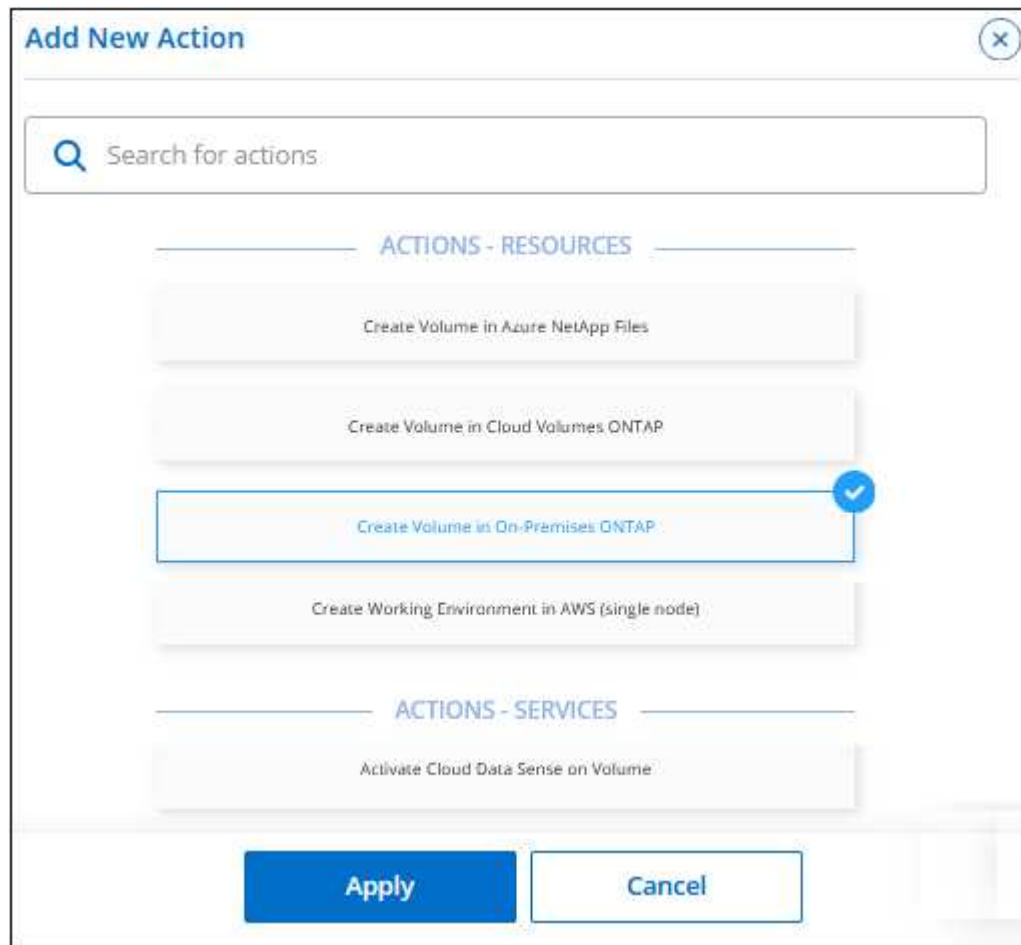 Add New Action
Search for actions
ACTIONS - RESOURCES
Create Volume in Azure NetApp Files
Create Volume in Cloud Volumes ONTAP
Create Volume in On-Premises ONTAP
Create Working Environment in AWS (single node)
ACTIONS - SERVICES
Activate Cloud Data Sense on Volume
Apply
Cancel